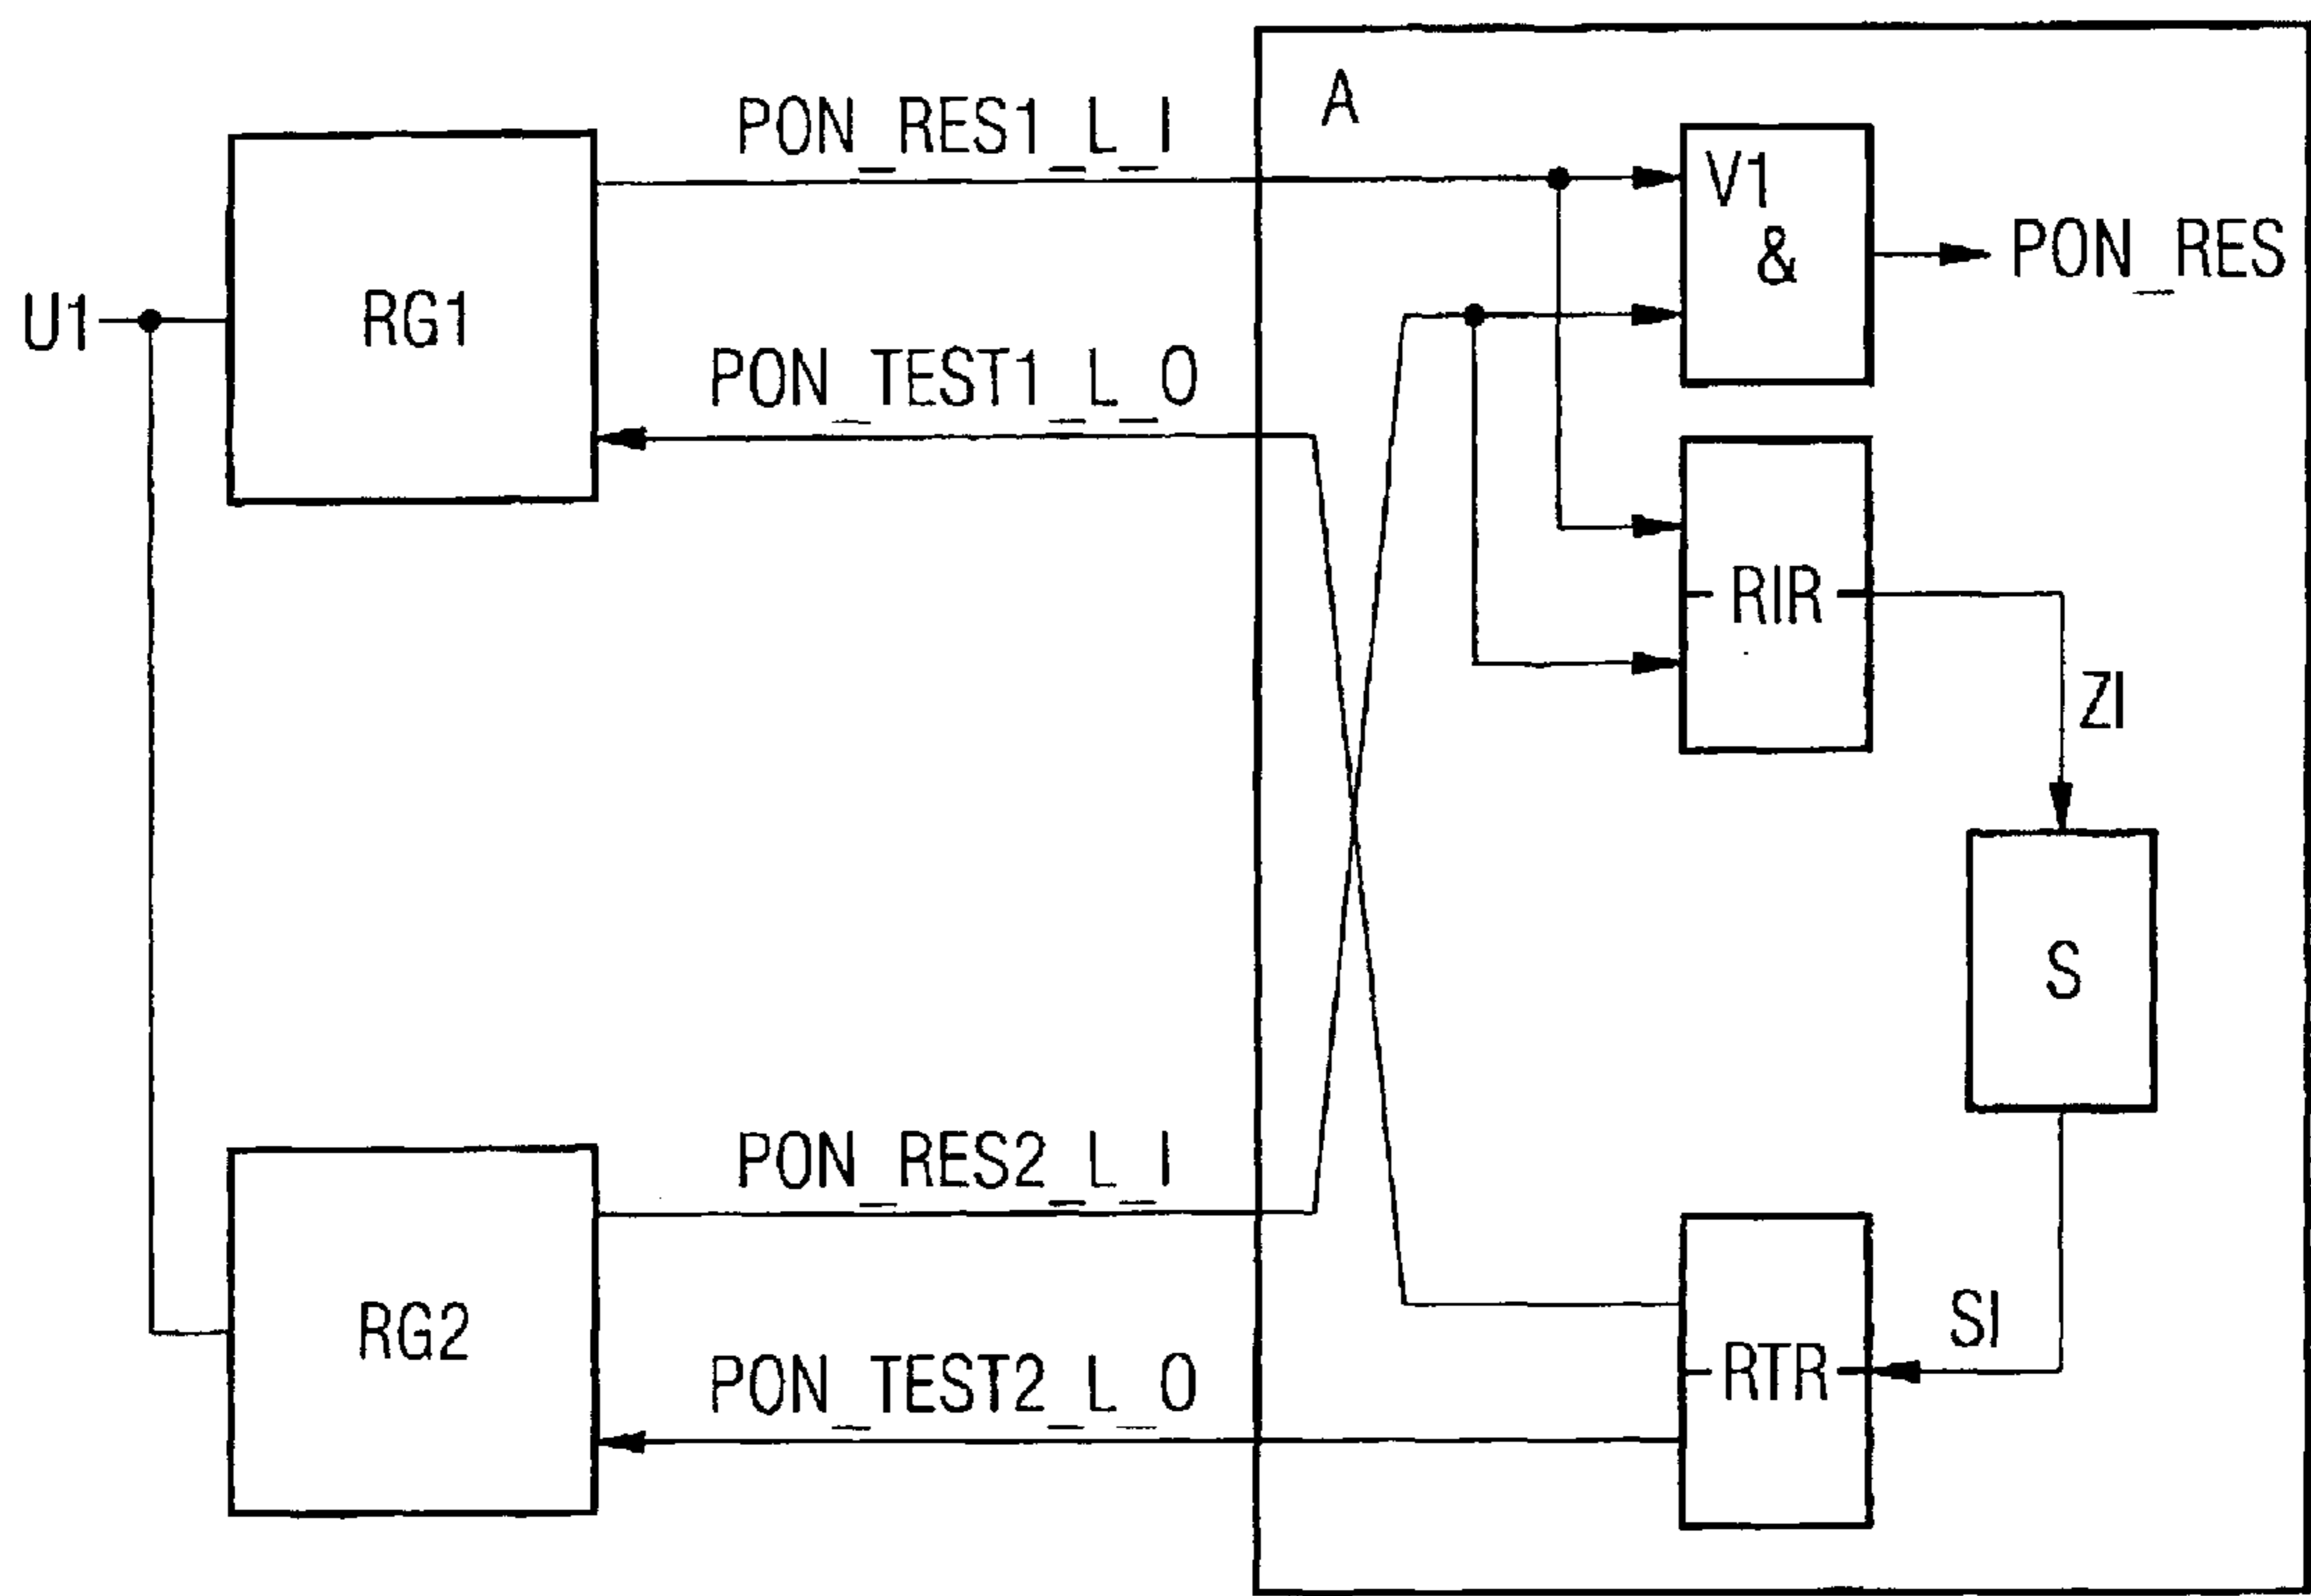 PON_RES1_L_I
A
V1
&
PON_RES
U1
RG1
PON_TEST1_L_O
RIR
ZI
S
PON_RES2_L_I
RG2
SI
PON_TEST2_L_O
RTR